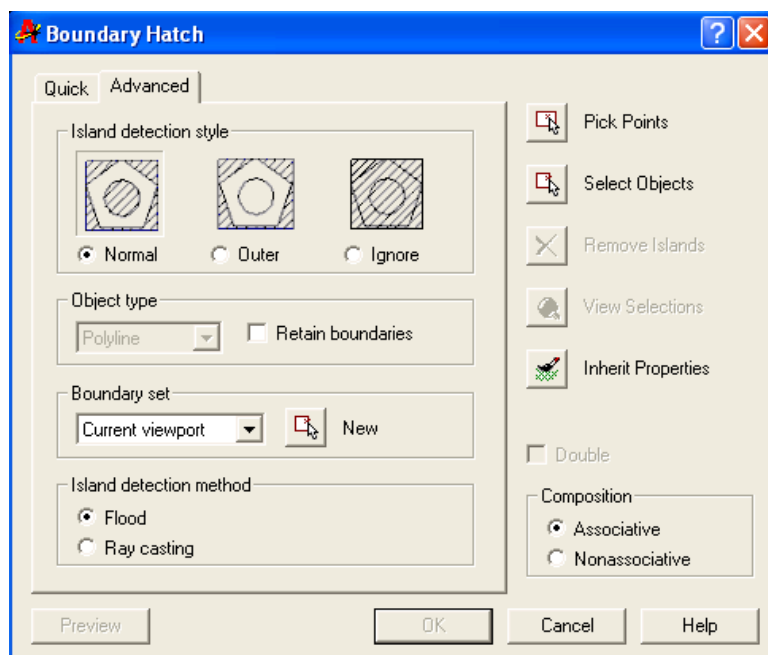 Boundary Hatch
Quick Advanced
Island detection style
Normal Outer Ignore
Object type
Polyline Retain boundaries
Boundary set
Current viewport New
Island detection method
Flood
Ray casting
Pick Points
Select Objects
Remove Islands
View Selections
Inherit Properties
Double
Composition
Associative
Nonassociative
Preview OK Cancel Help